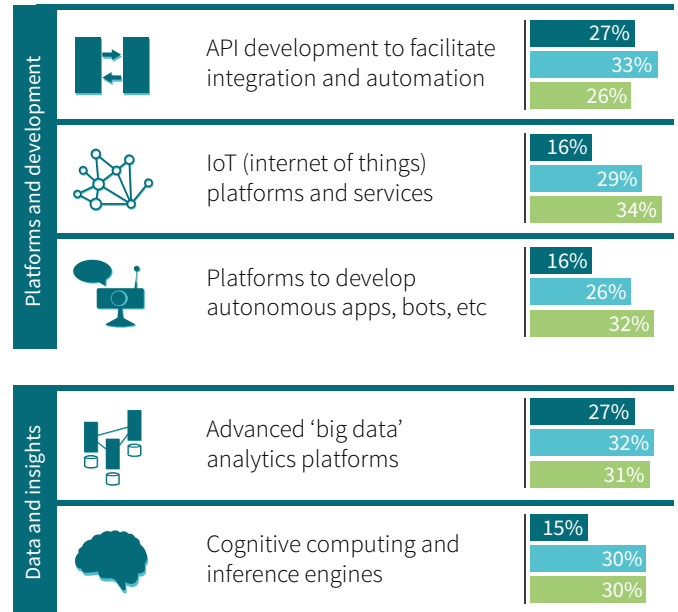 Platforms and development
API development to facilitate
integration and automation
27%
33%
26%
IoT (internet of things)
platforms and services
16%
29%
34%
Platforms to develop
autonomous apps, bots, etc
16%
26%
32%
Data and insights
Advanced ‘big data’
analytics platforms
27%
32%
31%
Cognitive computing and
inference engines
15%
30%
30%